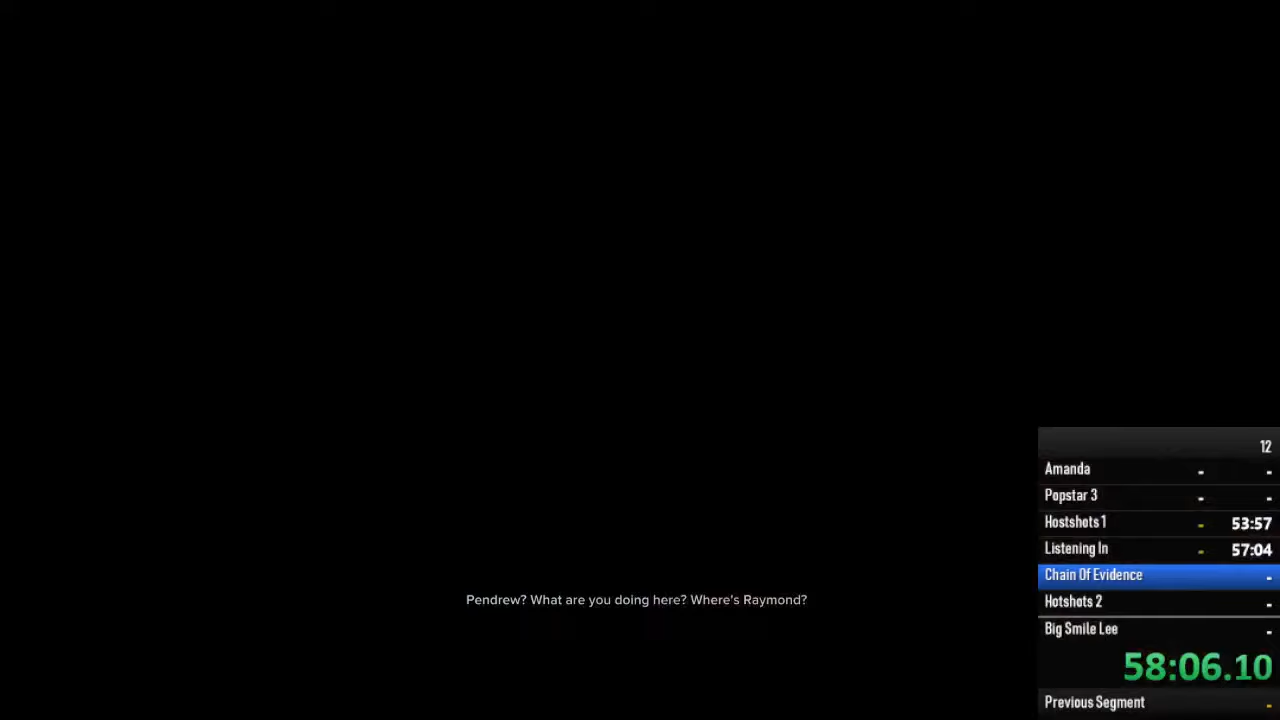 Pendrew? What are you doing here? Where's Raymond?
12
Amanda - -
Popstar 3 - -
Hostshots 1 - 53:57
Listening In - 57:04
Chain Of Evidence -
Hotshots 2 -
Big Smile Lee -
58:06.10
Previous Segment -